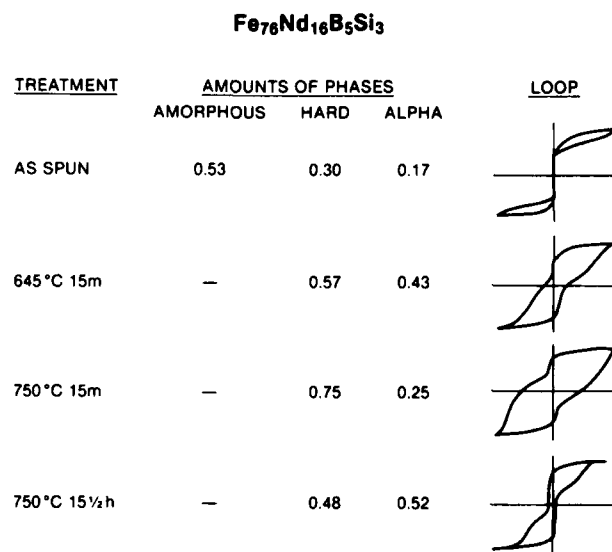 Fe₇₆Nd₁₆B₅Si₃
TREATMENT AMOUNTS OF PHASES LOOP
AMORPHOUS HARD ALPHA
AS SPUN 0.53 0.30 0.17
645°C 15m — 0.57 0.43
750°C 15m — 0.75 0.25
750°C 15½h — 0.48 0.52